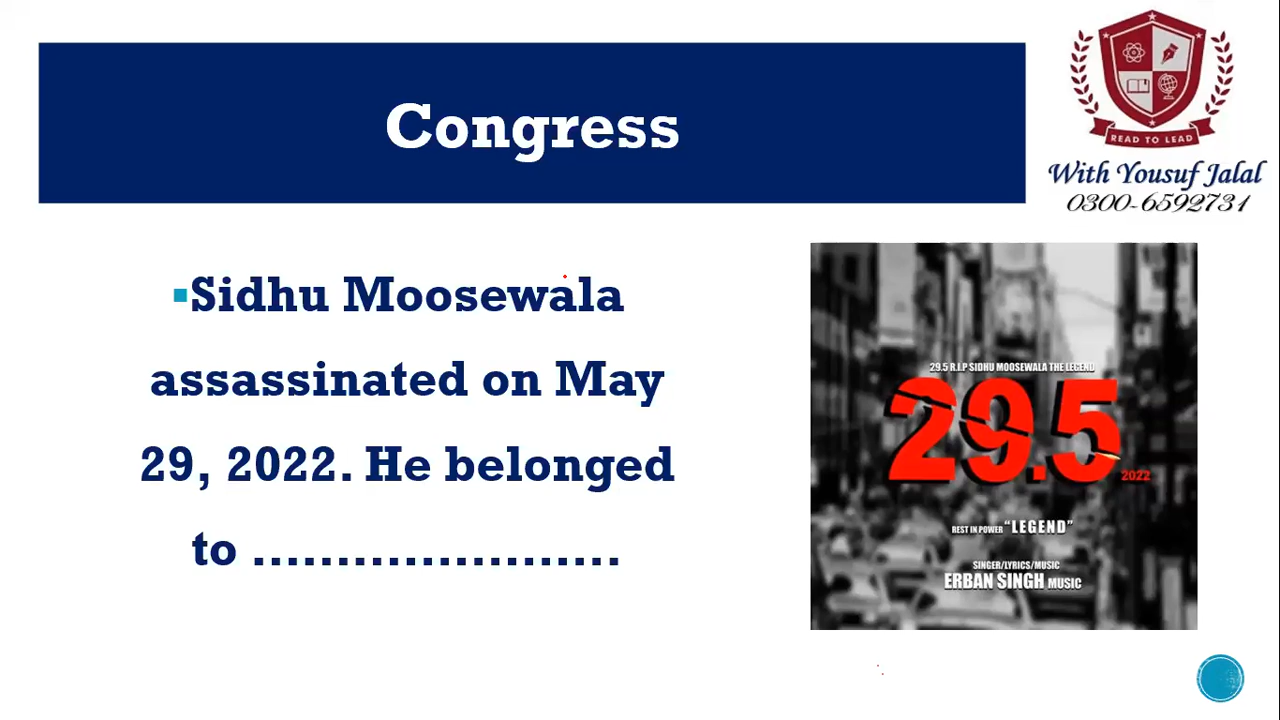 Congress
READ TO LEAD
With Yousuf Jalal
0300-6592731
▪Sidhu Moosewala
assassinated on May
29, 2022. He belonged
to ......................
29.5 R.I.P SIDHU MOOSEWALA THE LEGEND
29.5
2022
REST IN POWER “LEGEND”
SINGER/LYRICS/MUSIC
ERBAN SINGH MUSIC